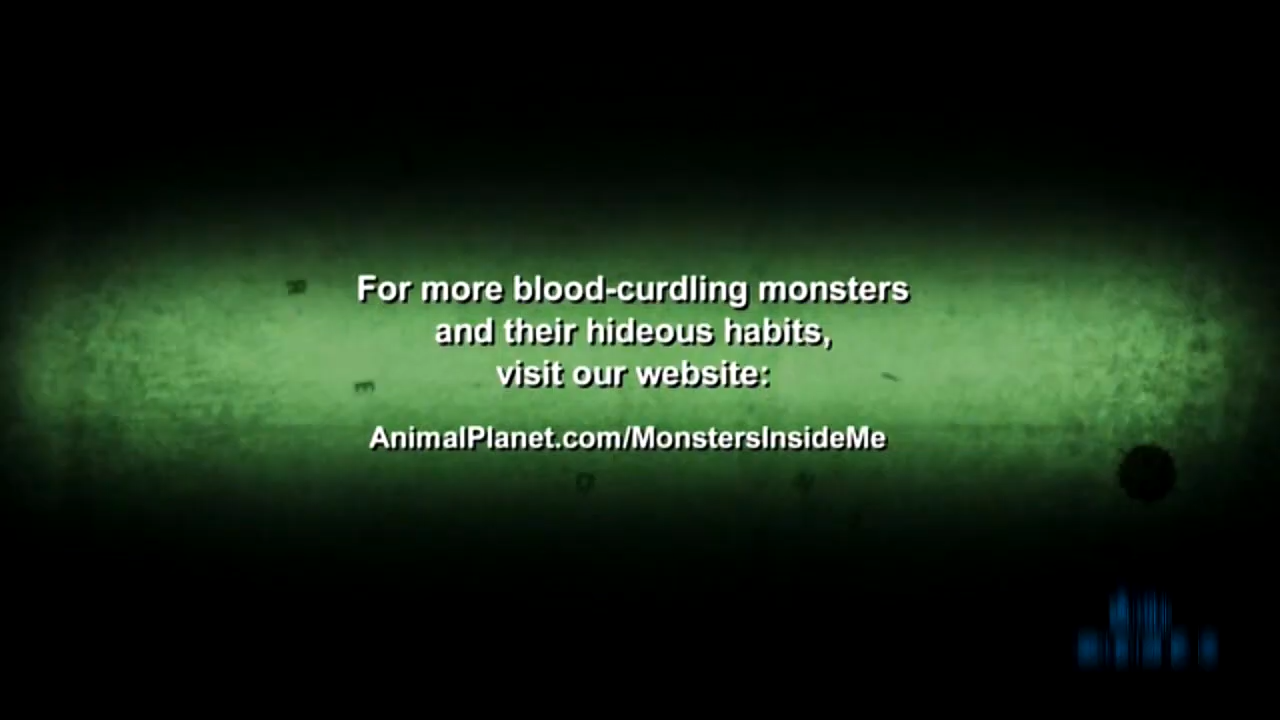 For more blood-curdling monsters
and their hideous habits,
visit our website:
AnimalPlanet.com/MonstersInsideMe